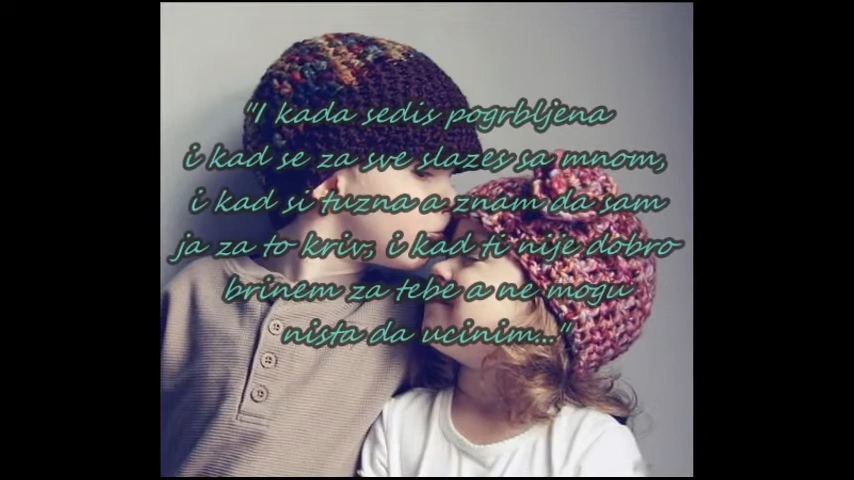 "I kada sedis pogrbljena
i kad se za sve slazes sa mnom,
i kad si tuzna a znam da sam
ja za to kriv, i kad ti nije dobro
brinem za tebe a ne mogu
nista da ucinim..."